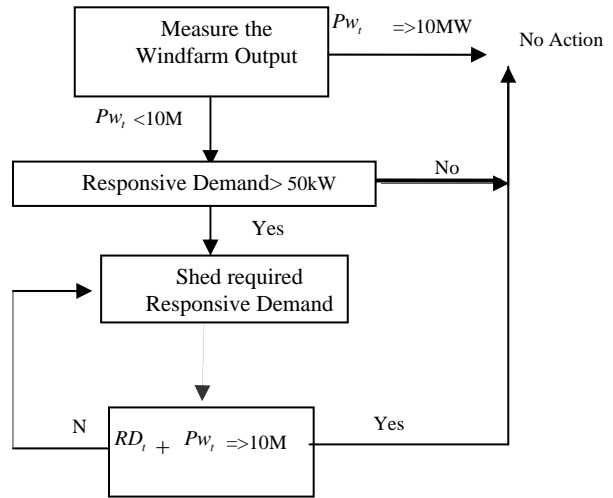 Measure the
Windfarm Output
Pw_t =>10MW
No Action
Pw_t <10M
Responsive Demand> 50kW
No
Yes
Shed required
Responsive Demand
N
RD_t + Pw_t =>10M
Yes